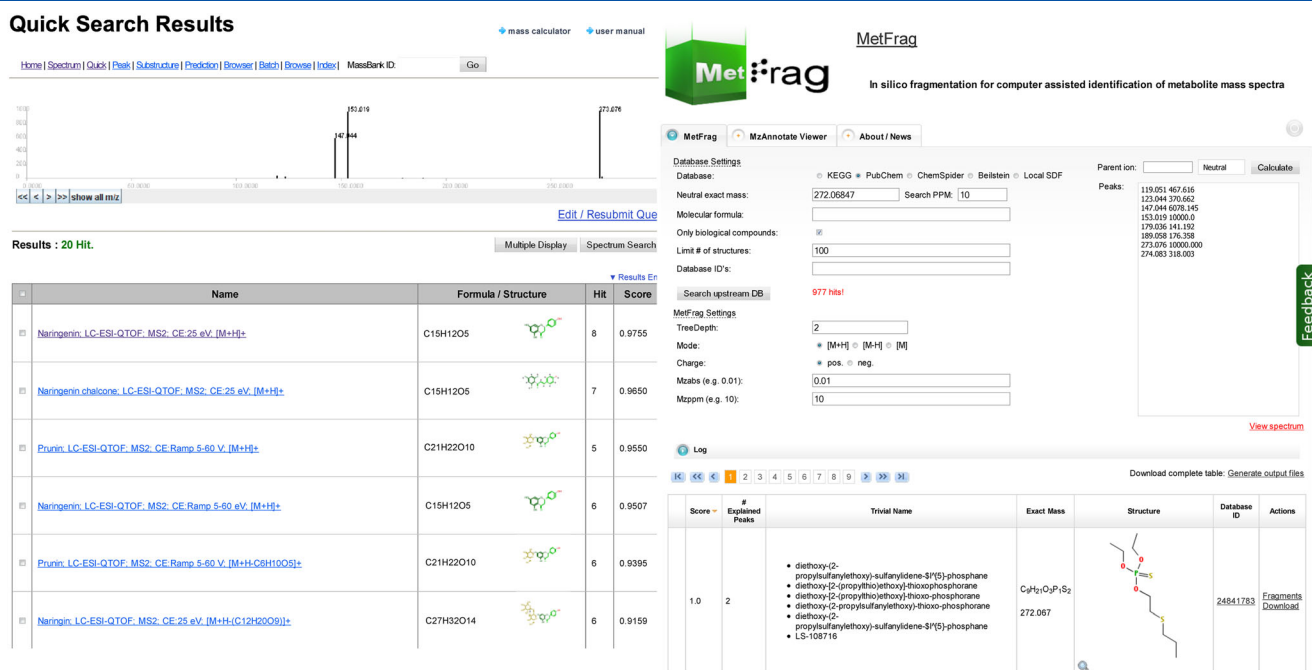 Quick Search Results
mass calculator
user manual
Home | Spectrum | Quick | Peak | Substructure | Prediction | Browser | Batch | Browse | Index | MassBank ID:
Go
153.019
273.076
147.044
<< < > >> show all m/z
Edit / Resubmit Que
Results : 20 Hit.
Multiple Display
Spectrum Search
▼ Results En
Name
Formula / Structure
Hit
Score
Naringenin; LC-ESI-QTOF; MS2; CE:25 eV; [M+H]+
C15H12O5
8
0.9755
Naringenin chalcone; LC-ESI-QTOF; MS2; CE:25 eV; [M+H]+
C15H12O5
7
0.9650
Prunin; LC-ESI-QTOF; MS2; CE:Ramp 5-60 V; [M+H]+
C21H22O10
5
0.9550
Naringenin; LC-ESI-QTOF; MS2; CE:Ramp 5-60 eV; [M+H]+
C15H12O5
6
0.9507
Prunin; LC-ESI-QTOF; MS2; CE:Ramp 5-60 V; [M+H-C6H10O5]+
C21H22O10
6
0.9395
Naringin; LC-ESI-QTOF; MS2; CE:25 eV; [M+H-(C12H20O9)]+
C27H32O14
6
0.9159
MetFrag
MetFrag
In silico fragmentation for computer assisted identification of metabolite mass spectra
MetFrag
MzAnnotate Viewer
About / News
Database Settings
Database:
KEGG PubChem ChemSpider Beilstein Local SDF
Neutral exact mass:
272.06847
Search PPM:
10
Molecular formula:
Only biological compounds:
Limit # of structures:
100
Database ID's:
Search upstream DB
977 hits!
MetFrag Settings
TreeDepth:
2
Mode:
[M+H] [M-H] [M]
Charge:
pos. neg.
Mzabs (e.g. 0.01):
0.01
Mzppm (e.g. 10):
10
Parent ion:
Neutral
Calculate
Peaks:
119.051 467.616
123.044 370.662
147.044 6078.145
153.019 10000.0
179.036 141.192
189.058 176.358
273.076 10000.000
274.083 318.003
Feedback
View spectrum
Log
1 2 3 4 5 6 7 8 9
Download complete table: Generate output files
Score
# Explained Peaks
Trivial Name
Exact Mass
Structure
Database ID
Actions
1.0
2
• diethoxy-(2-
propylsulfanylethoxy)-sulfanylidene-$l^{5}-phosphane
• diethoxy-[2-(propylthio)ethoxy]-thioxophosphorane
• diethoxy-[2-(propylthio)ethoxy]-thioxo-phosphorane
• diethoxy-(2-propylsulfanylethoxy)-thioxo-phosphorane
• diethoxy-(2-
propylsulfanylethoxy)-sulfanylidene-$l^{5}-phosphane
• LS-108716
C₉H₂₁O₃P₁S₂
272.067
O
O
P
S
O
S
24841783
Fragments
Download